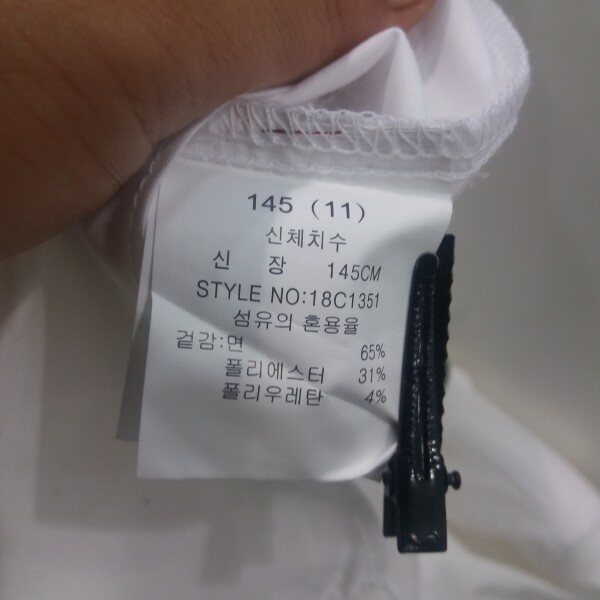 145 (11)
신체치수
신 장 145CM
STYLE NO:18C1351
섬유의 혼용율
겉감:면 65%
폴리에스터 31%
폴리우레탄 4%